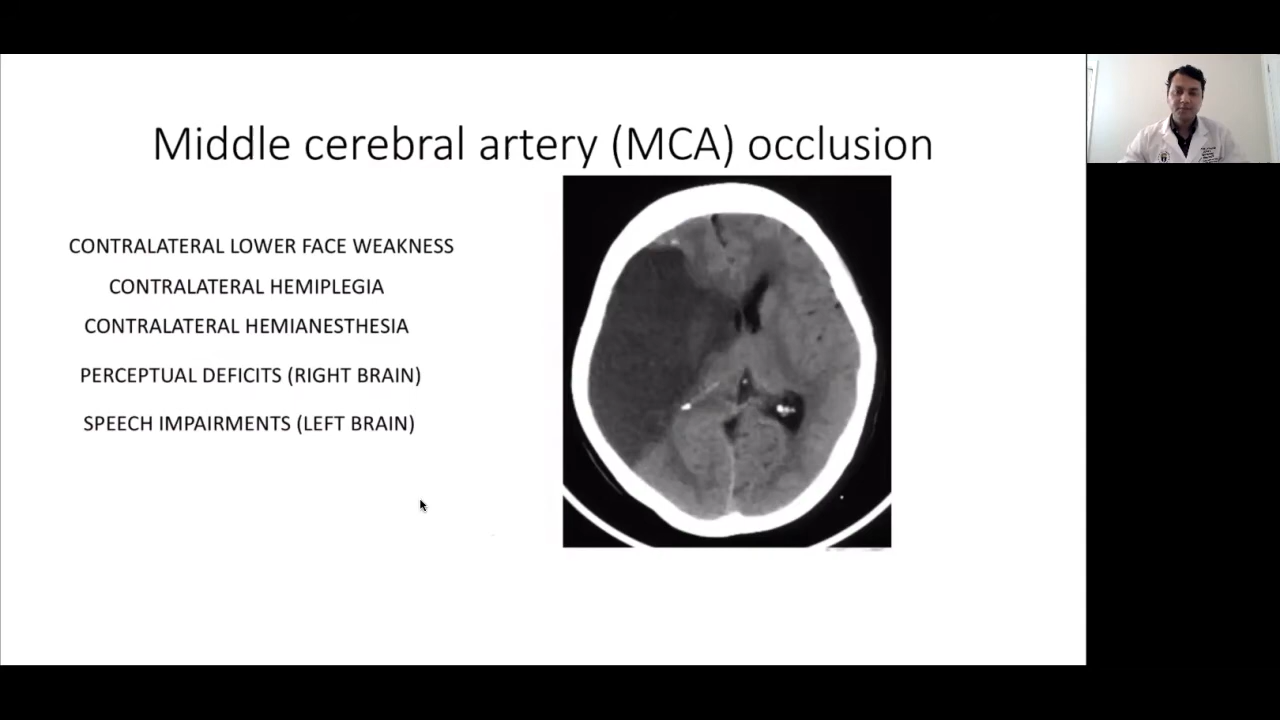 Middle cerebral artery (MCA) occlusion
CONTRALATERAL LOWER FACE WEAKNESS
CONTRALATERAL HEMIPLEGIA
CONTRALATERAL HEMIANESTHESIA
PERCEPTUAL DEFICITS (RIGHT BRAIN)
SPEECH IMPAIRMENTS (LEFT BRAIN)